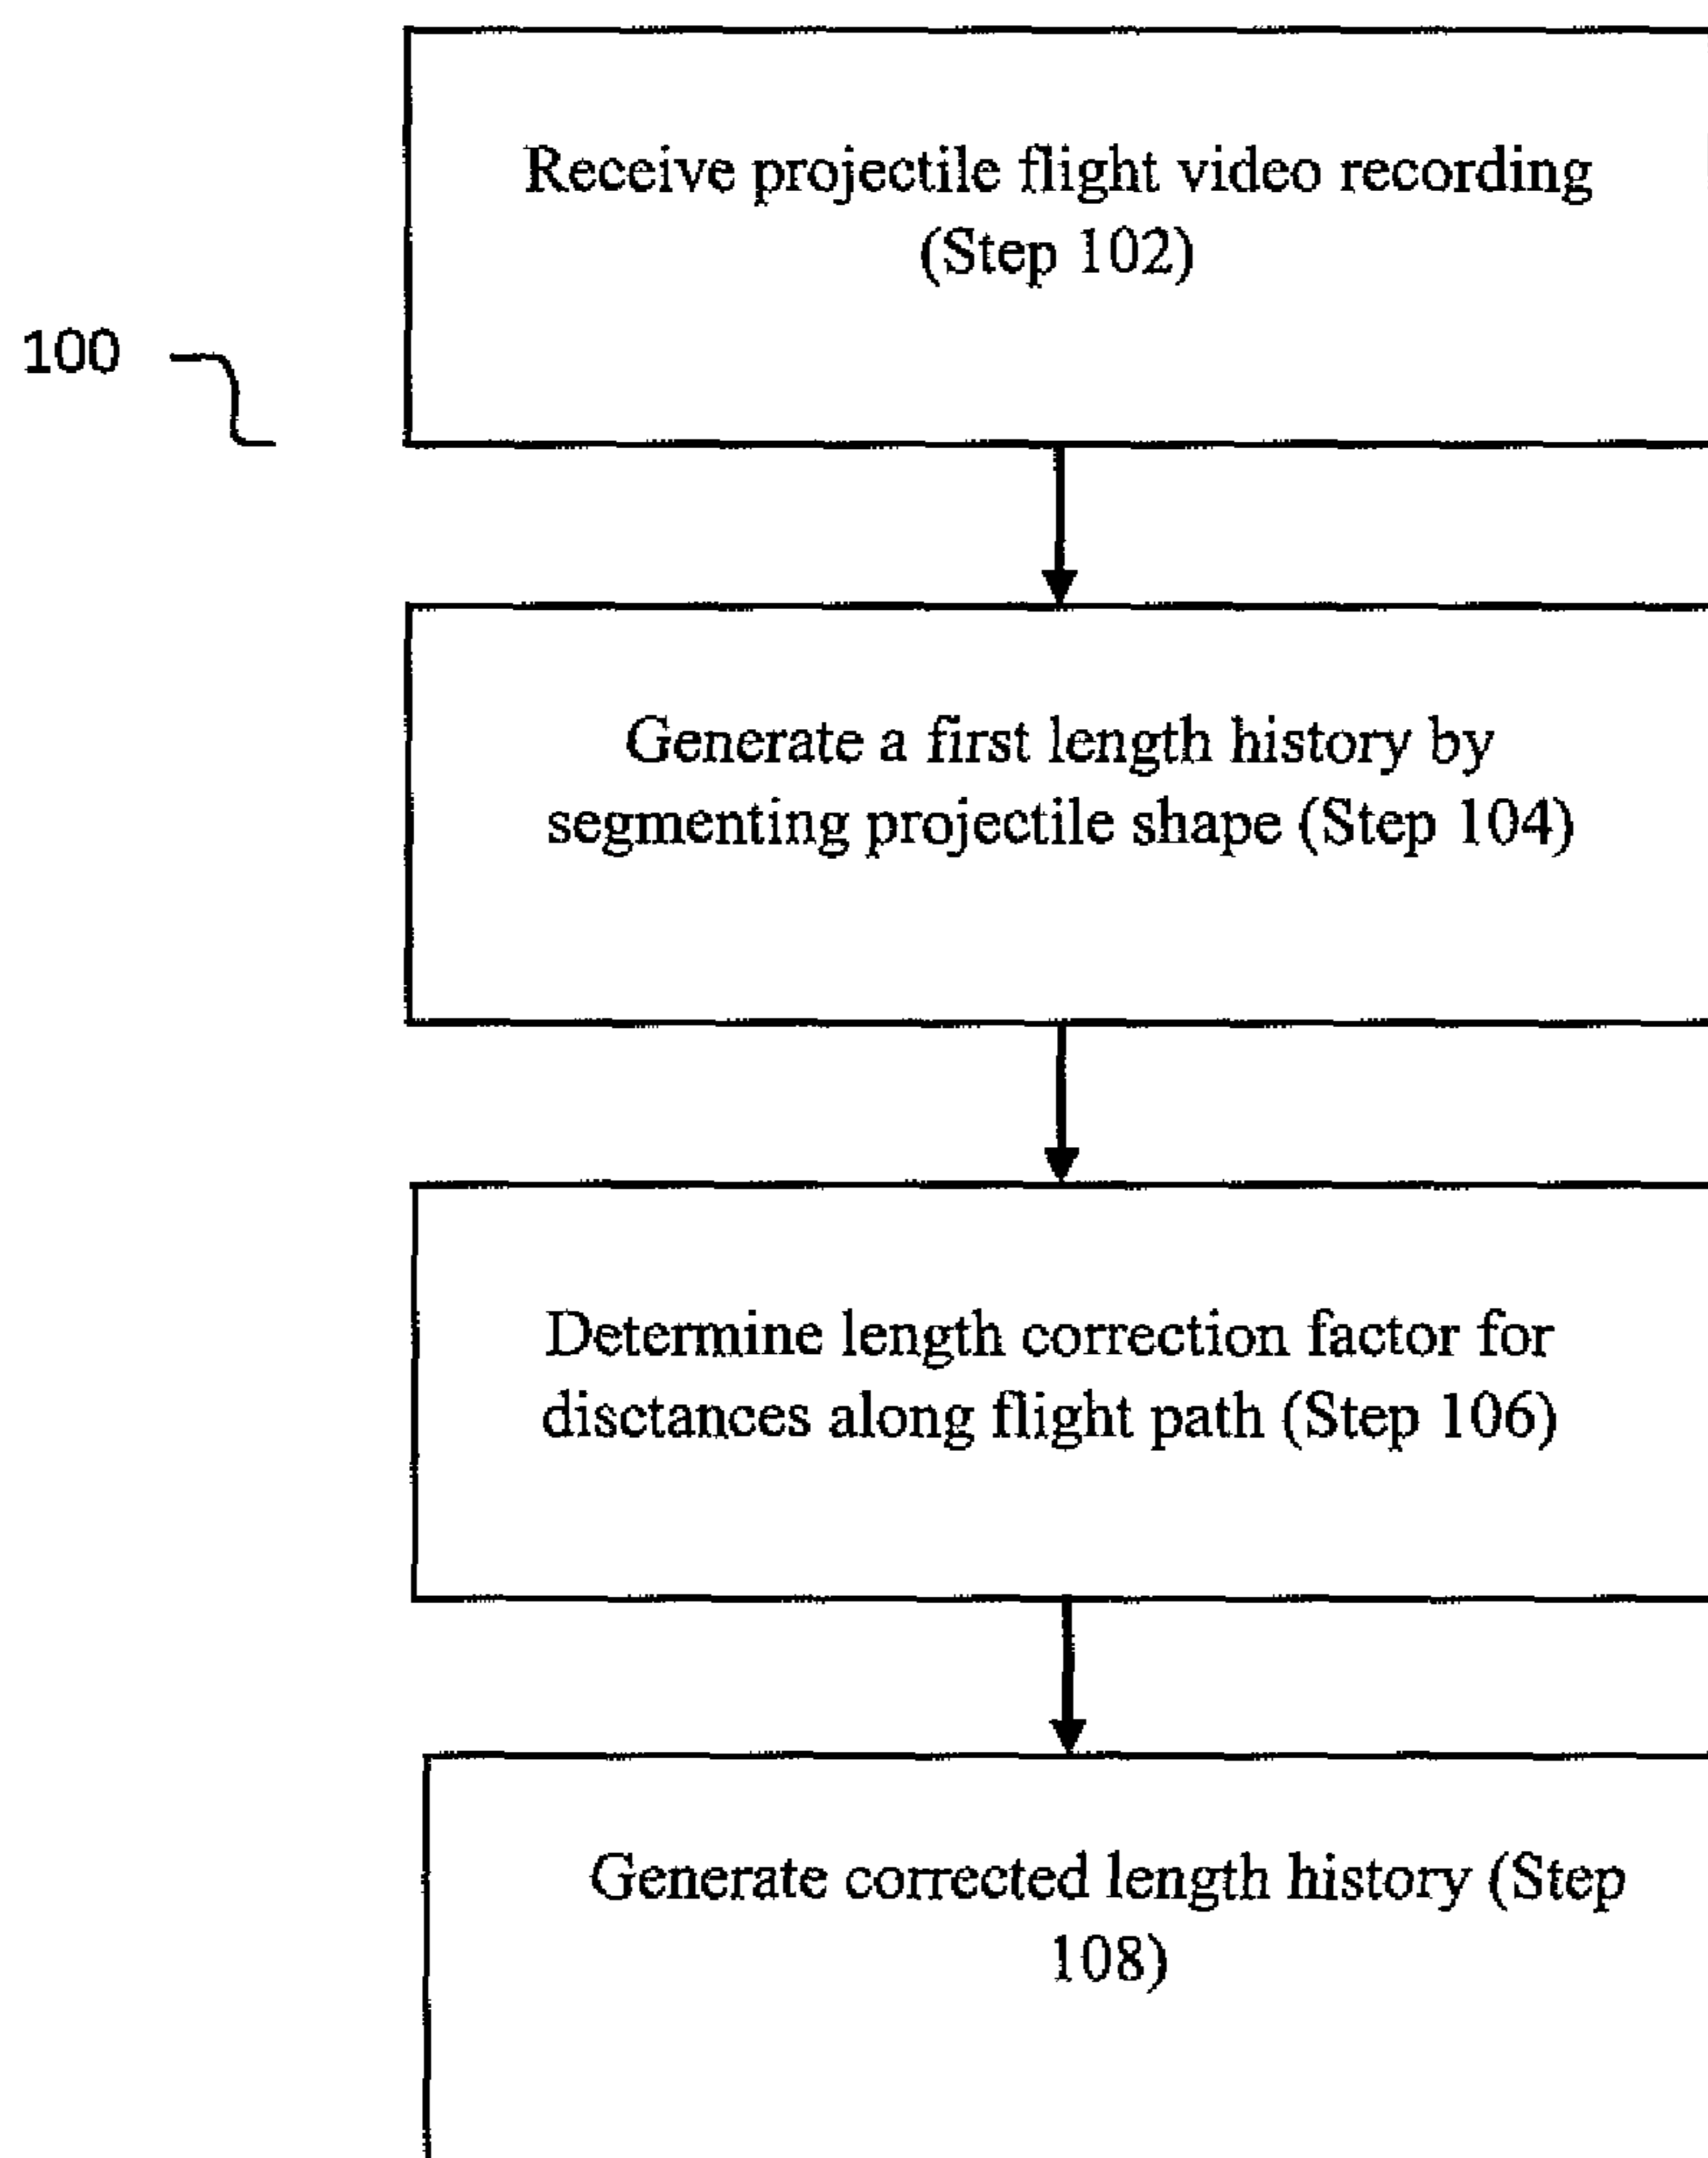 Receive projectile flight video recording
(Step 102)
100
Generate a first length history by
segmenting projectile shape (Step 104)
Determine length correction factor for
disctances along flight path (Step 106)
Generate corrected length history (Step
108)